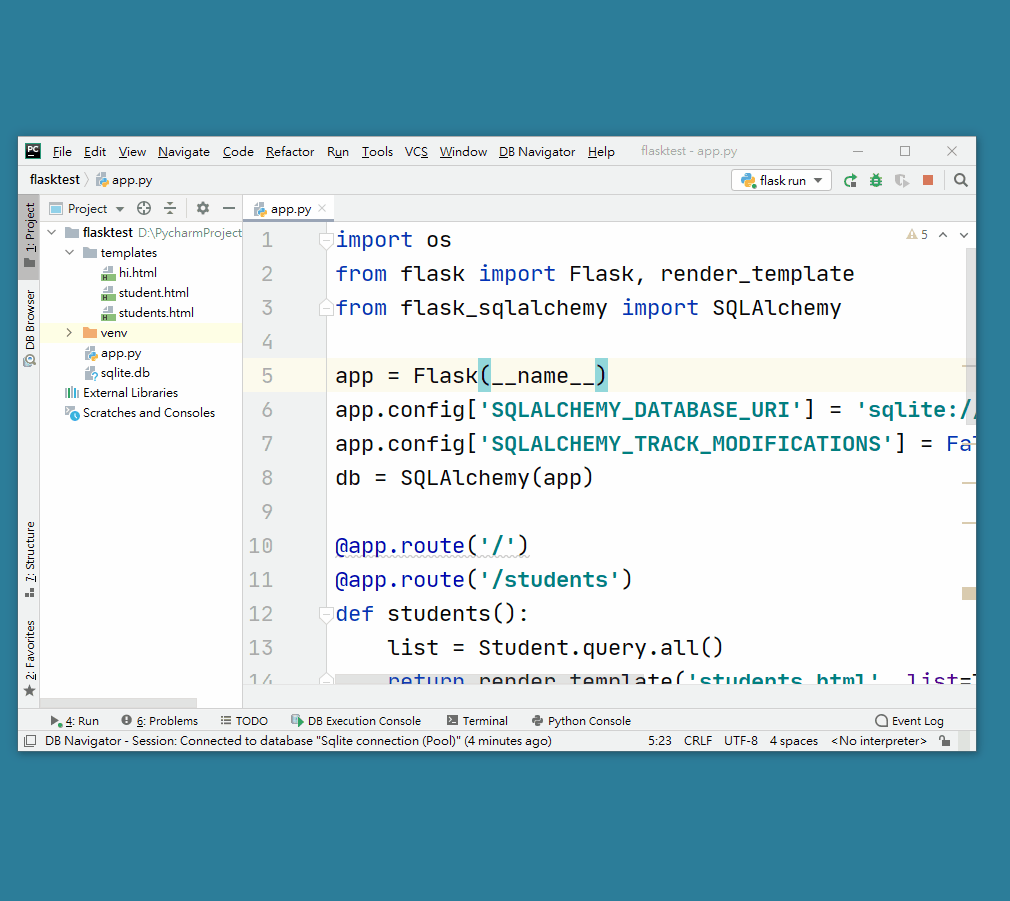 PC File Edit View Navigate Code Refactor Run Tools VCS Window DB Navigator Help flasktest - app.py
flasktest app.py flask run
Project
app.py
1: Project
DB Browser
7: Structure
2: Favorites
flasktest D:\PycharmProject
templates
hi.html
student.html
students.html
venv
app.py
sqlite.db
External Libraries
Scratches and Consoles
5
1 import os
2 from flask import Flask, render_template
3 from flask_sqlalchemy import SQLAlchemy
4
5 app = Flask(__name__)
6 app.config['SQLALCHEMY_DATABASE_URI'] = 'sqlite://
7 app.config['SQLALCHEMY_TRACK_MODIFICATIONS'] = Fal
8 db = SQLAlchemy(app)
9
10 @app.route('/')
11 @app.route('/students')
12 def students():
13 list = Student.query.all()
14 return render_template('students.html', list=
4: Run 6: Problems TODO DB Execution Console Terminal Python Console Event Log
DB Navigator - Session: Connected to database "Sqlite connection (Pool)" (4 minutes ago) 5:23 CRLF UTF-8 4 spaces <No interpreter>